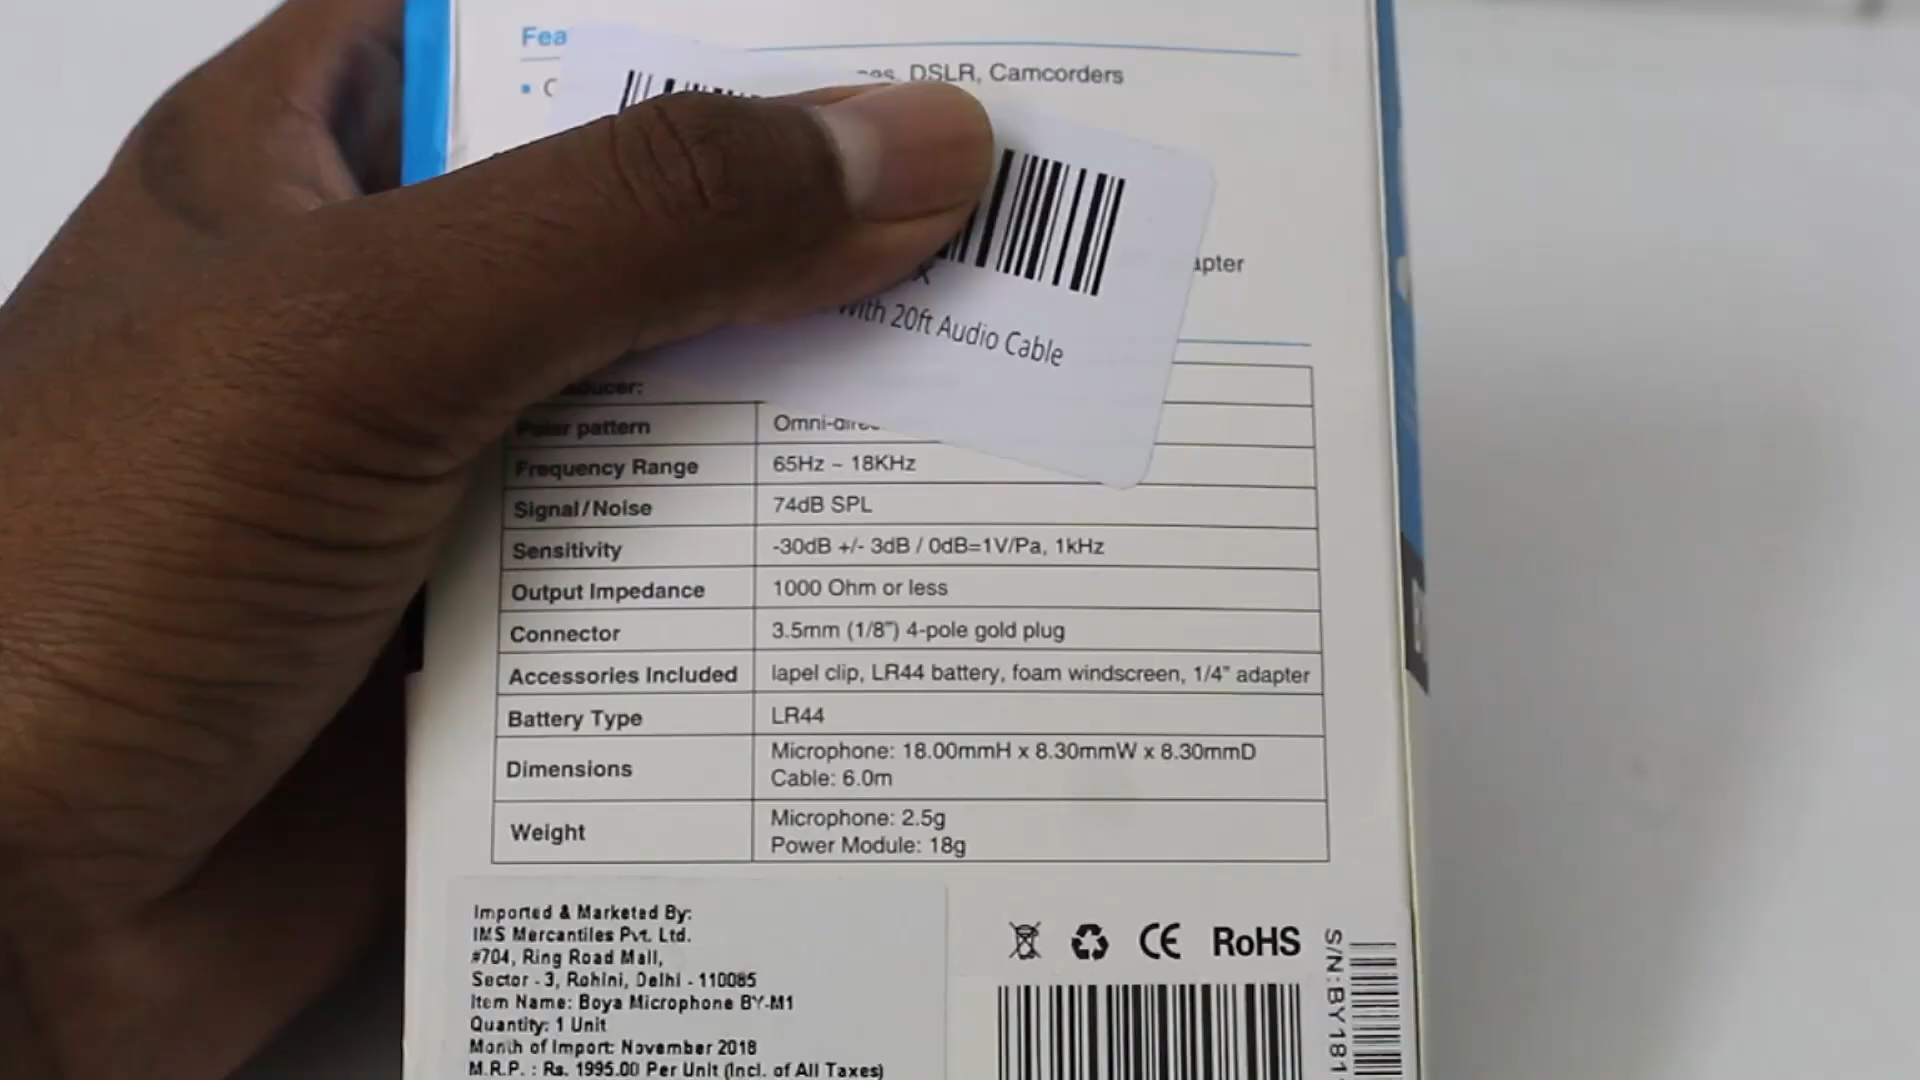 DSLR, Camcorders
With 20ft Audio Cable
Polar pattern
Frequency Range 65Hz ~ 18KHz
Signal/Noise 74dB SPL
Sensitivity -30dB +/- 3dB / 0dB=1V/Pa, 1kHz
Output Impedance 1000 Ohm or less
Connector 3.5mm (1/8") 4-pole gold plug
Accessories Included lapel clip, LR44 battery, foam windscreen, 1/4" adapter
Battery Type LR44
Dimensions Microphone: 18.00mmH x 8.30mmW x 8.30mmD
Cable: 6.0m
Weight Microphone: 2.5g
Power Module: 18g
Imported & Marketed By:
IMS Mercantiles Pvt. Ltd.
#704, Ring Road Mall,
Sector - 3, Rohini, Delhi - 110085
Item Name: Boya Microphone BY-M1
Quantity: 1 Unit
Month of Import: November 2018
M.R.P. : Rs. 1995.00 Per Unit (Incl. of All Taxes)
CE RoHS
S/N:BY181